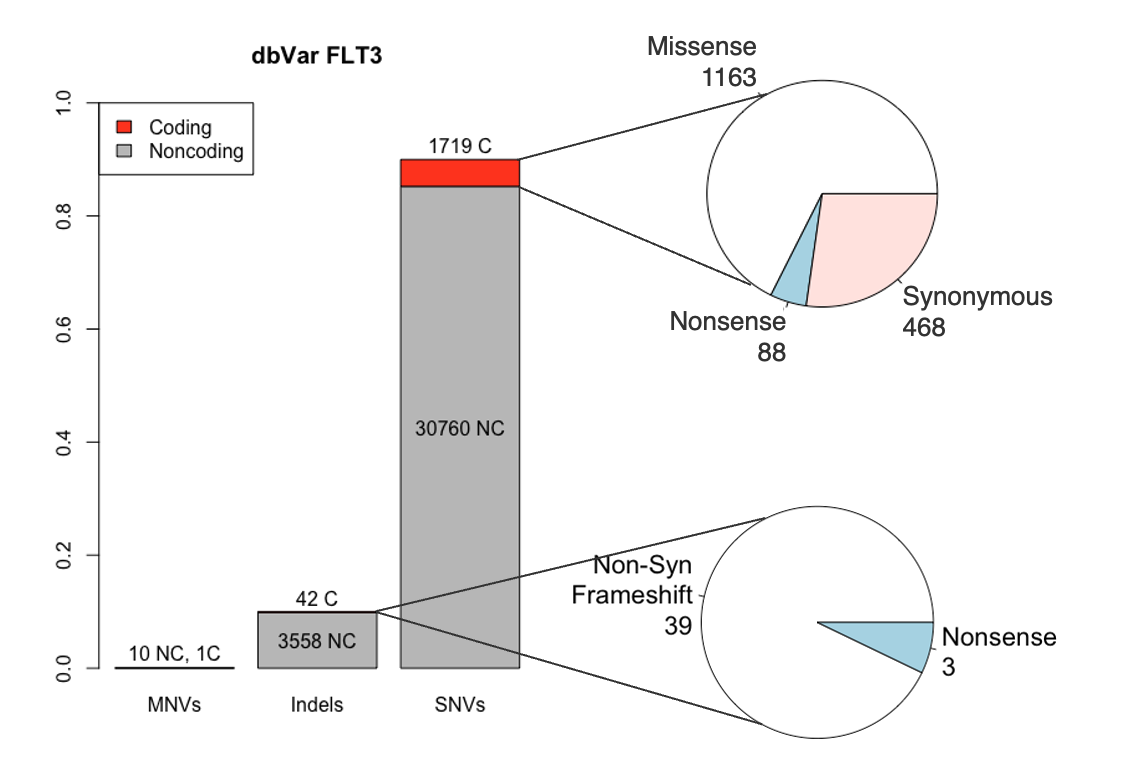 dbVar FLT3
1.0
0.8
0.6
0.4
0.2
0.0
Coding
Noncoding
1719 C
30760 NC
42 C
3558 NC
10 NC, 1C
MNVs
Indels
SNVs
Missense
1163
Synonymous
468
Nonsense
88
Non-Syn
Frameshift
39
Nonsense
3